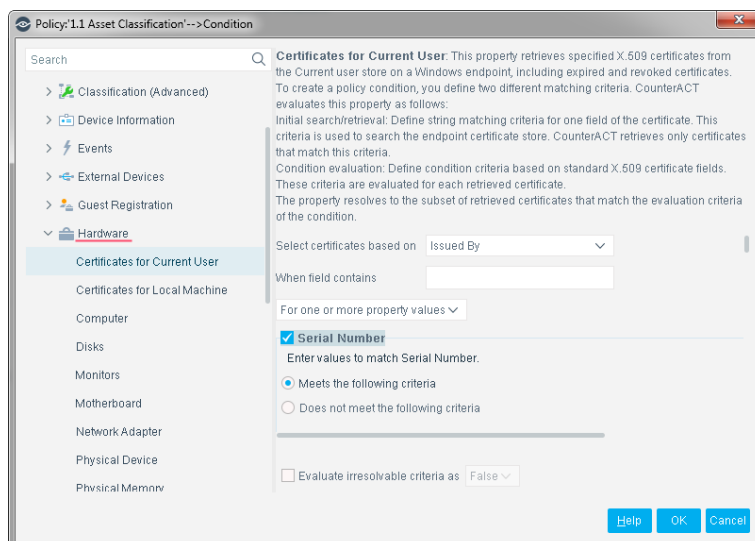 Policy:'1.1 Asset Classification'-->Condition
Search
Classification (Advanced)
Device Information
Events
External Devices
Guest Registration
Hardware
Certificates for Current User
Certificates for Local Machine
Computer
Disks
Monitors
Motherboard
Network Adapter
Physical Device
Physical Memory
Certificates for Current User: This property retrieves specified X.509 certificates from
the Current user store on a Windows endpoint, including expired and revoked certificates.
To create a policy condition, you define two different matching criteria. CounterACT
evaluates this property as follows:
Initial search/retrieval: Define string matching criteria for one field of the certificate. This
criteria is used to search the endpoint certificate store. CounterACT retrieves only certificates
that match this criteria.
Condition evaluation: Define condition criteria based on standard X.509 certificate fields.
These criteria are evaluated for each retrieved certificate.
The property resolves to the subset of retrieved certificates that match the evaluation criteria
of the condition.
Select certificates based on Issued By
When field contains
For one or more property values
Serial Number
Enter values to match Serial Number.
Meets the following criteria
Does not meet the following criteria
Evaluate irresolvable criteria as False
Help OK Cancel